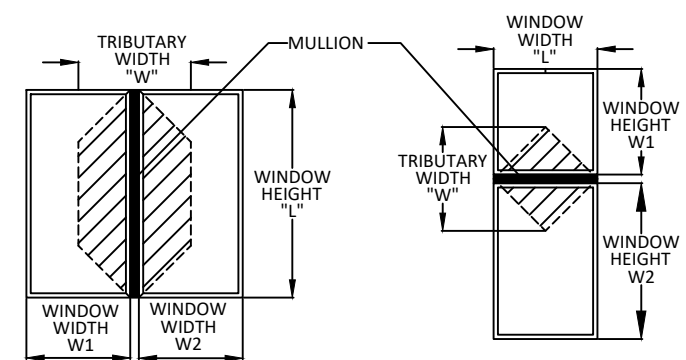 TRIBUTARY
WIDTH
"W"
MULLION
WINDOW
HEIGHT
"L"
WINDOW
WIDTH
W1
WINDOW
WIDTH
W2
WINDOW
WIDTH
"L"
WINDOW
HEIGHT
W1
TRIBUTARY
WIDTH
"W"
WINDOW
HEIGHT
W2